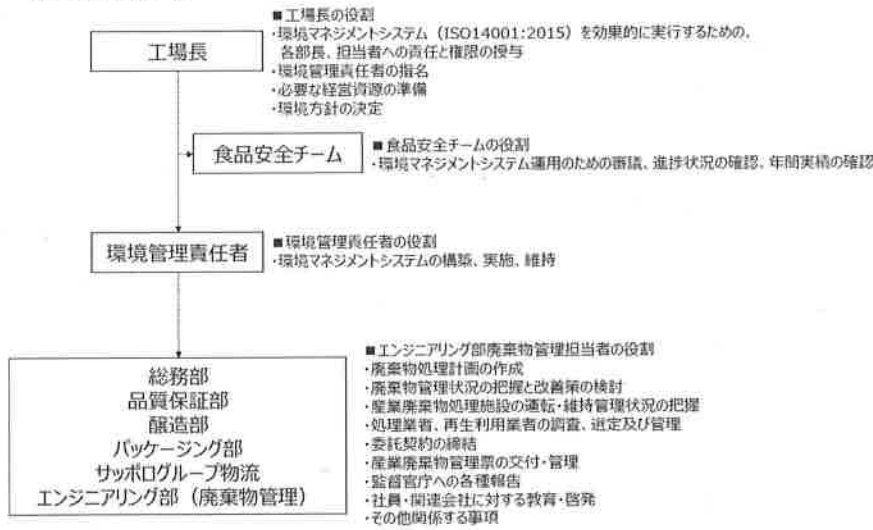 ■工場長の役割
・環境マネジメントシステム（ISO14001:2015）を効果的に実行するための、
各部長、担当者への責任と権限の授与
・環境管理責任者の指名
・必要な経営資源の準備
・環境方針の決定
工場長
食品安全チーム
■食品安全チームの役割
・環境マネジメントシステム運用のための審議、進捗状況の確認、年間実績の確認
環境管理責任者
■環境管理責任者の役割
・環境マネジメントシステムの構築、実施、維持
総務部
品質保証部
醸造部
パッケージング部
サッポログループ物流
エンジニアリング部（廃棄物管理）
■エンジニアリング部廃棄物管理担当者の役割
・廃棄物処理計画の作成
・廃棄物管理状況の把握と改善策の検討
・産業廃棄物処理施設の運転・維持管理状況の把握
・処理業者、再生利用業者の調査、選定及び管理
・委託契約の締結
・産業廃棄物管理票の交付・管理
・監督官庁への各種報告
・社員・関連会社に対する教育・啓発
・その他関係する事項